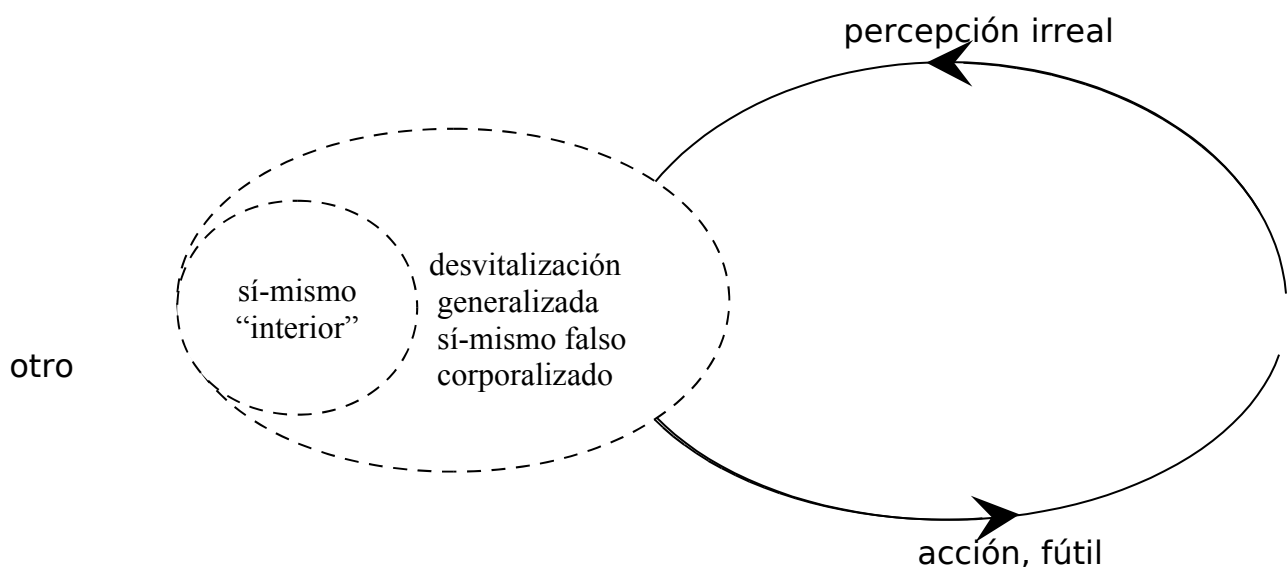 percepción irreal
sí-mismo
“interior”
desvitalización
generalizada
sí-mismo falso
corporalizado
otro
acción, fútil